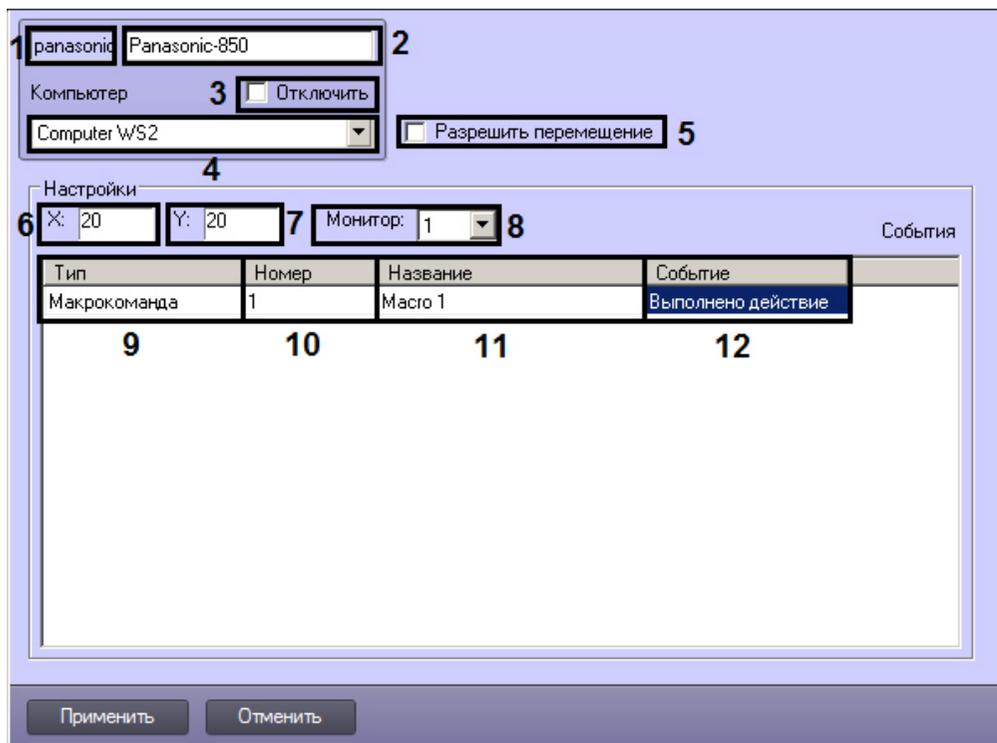 1 panasonic Panasonic-850 2
Компьютер 3 Отключить
Computer WS2 Разрешить перемещение 5
4
Настройки
6 X: 20 Y: 20 7 Монитор: 1 8 События
Тип Номер Название Событие
Макрокоманда 1 Macro 1 Выполнено действие
9 10 11 12
Применить Отменить